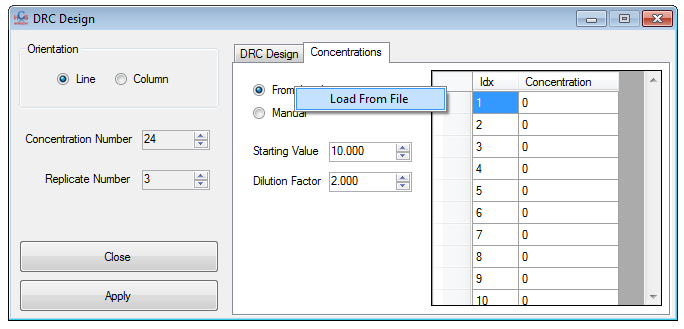 DRC Design
Orientation
Line Column
Concentration Number 24
Replicate Number 3
Close
Apply
DRC Design Concentrations
Load From File
Manual
Starting Value 10.000
Dilution Factor 2.000
Idx Concentration
1 0
2 0
3 0
4 0
5 0
6 0
7 0
8 0
9 0
10 0